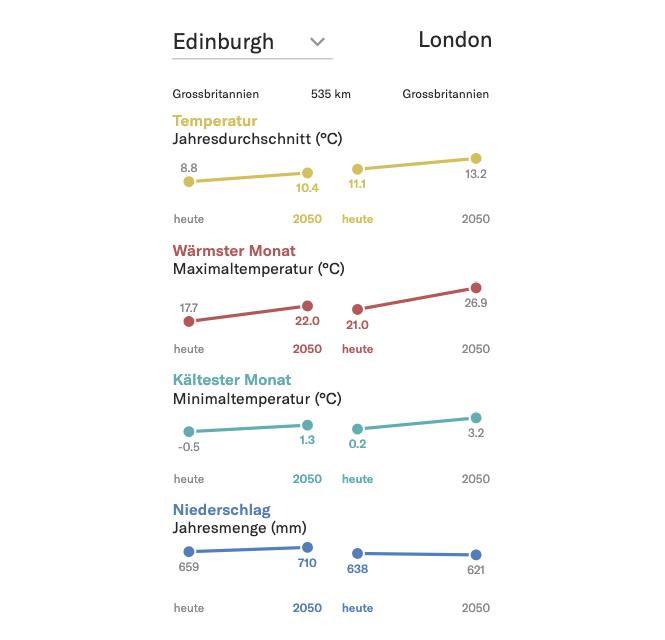 Edinburgh London
Grossbritannien 535 km Grossbritannien
Temperatur
Jahresdurchschnitt (°C)
8.8 10.4 11.1 13.2
heute 2050 heute 2050
Wärmster Monat
Maximaltemperatur (°C)
17.7 22.0 21.0 26.9
heute 2050 heute 2050
Kältester Monat
Minimaltemperatur (°C)
-0.5 1.3 0.2 3.2
heute 2050 heute 2050
Niederschlag
Jahresmenge (mm)
659 710 638 621
heute 2050 heute 2050